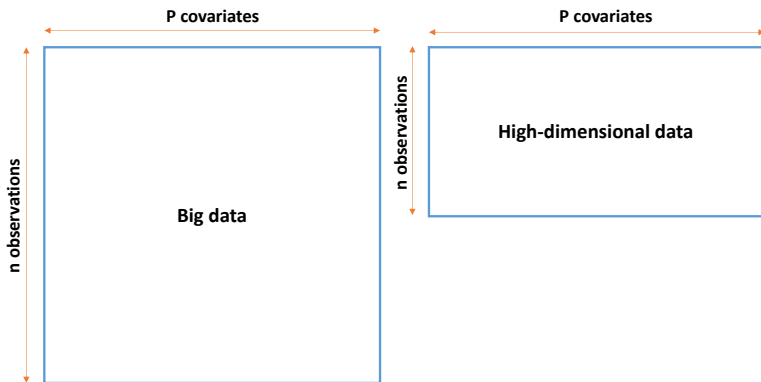 P covariates
n observations
Big data
P covariates
n observations
High-dimensional data